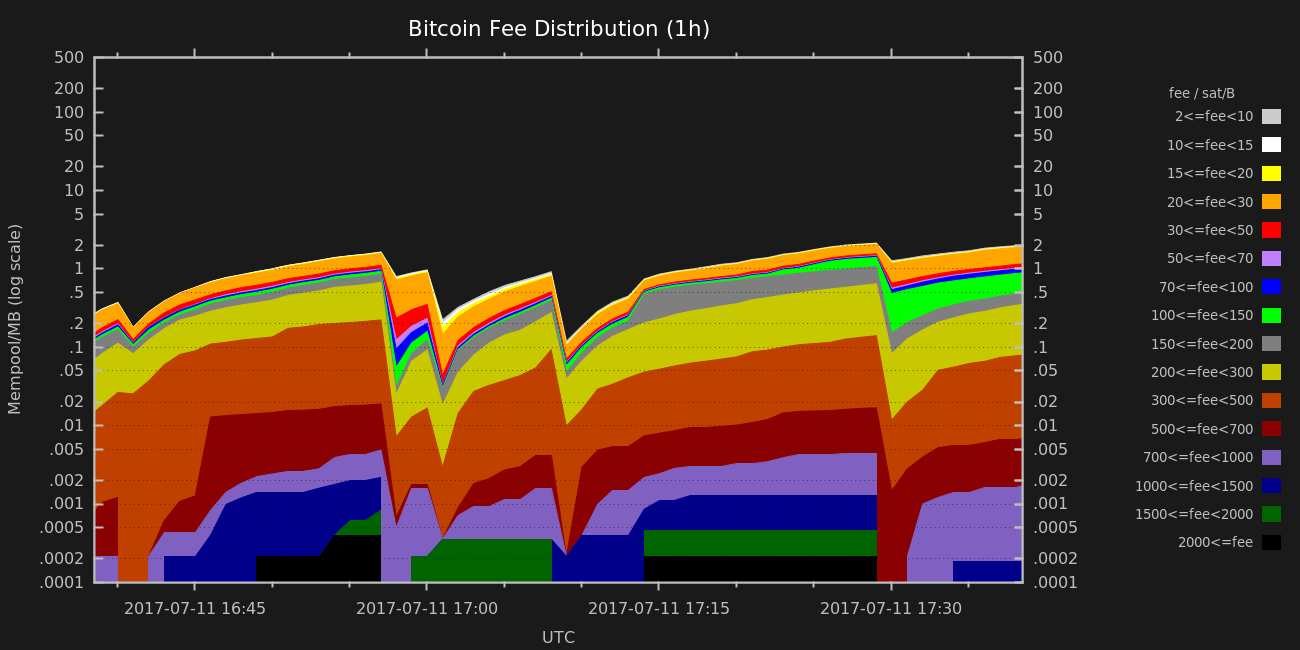 Bitcoin Fee Distribution (1h)
Mempool/MB (log scale)
500
200
100
50
20
10
5
2
1
.5
.2
.1
.05
.02
.01
.005
.002
.001
.0005
.0002
.0001
500
200
100
50
20
10
5
2
1
.5
.2
.1
.05
.02
.01
.005
.002
.001
.0005
.0002
.0001
2017-07-11 16:45
2017-07-11 17:00
2017-07-11 17:15
2017-07-11 17:30
UTC
fee / sat/B
2<=fee<10
10<=fee<15
15<=fee<20
20<=fee<30
30<=fee<50
50<=fee<70
70<=fee<100
100<=fee<150
150<=fee<200
200<=fee<300
300<=fee<500
500<=fee<700
700<=fee<1000
1000<=fee<1500
1500<=fee<2000
2000<=fee